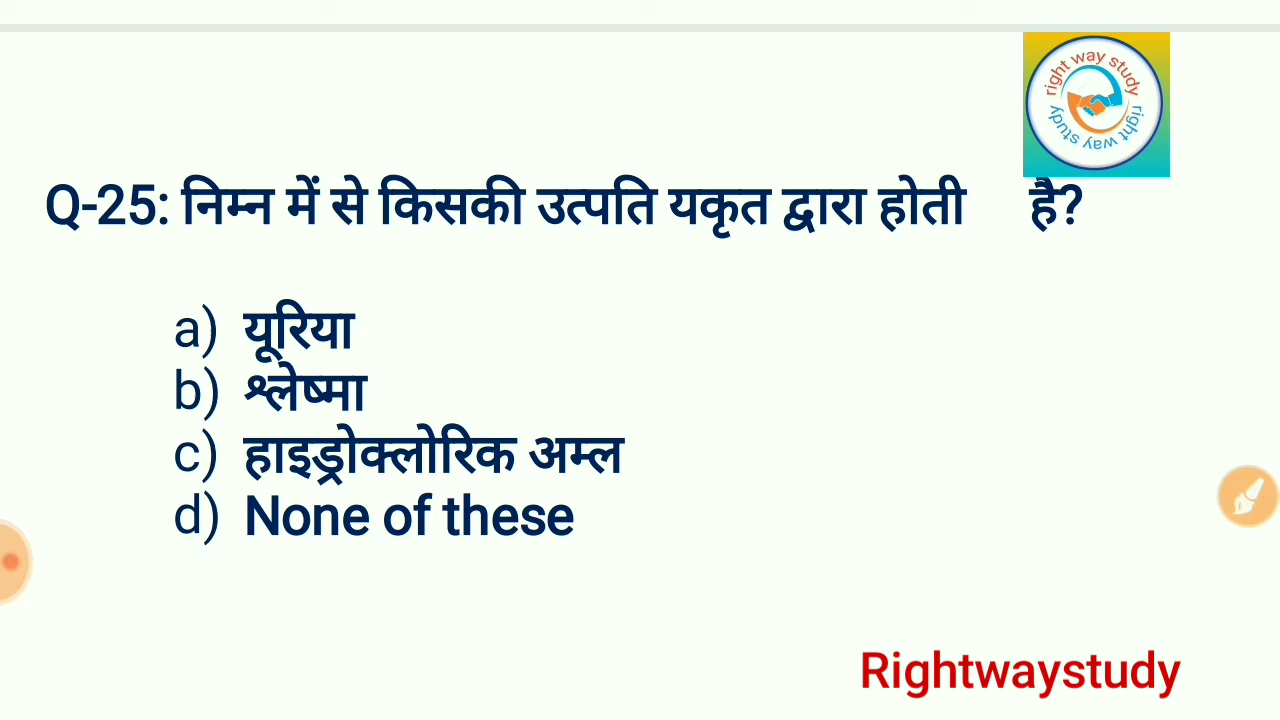 right way study
right way study
Q-25: निम्न में से किसकी उत्पति यकृत द्वारा होती है?
a) यूरिया
b) श्लेष्मा
c) हाइड्रोक्लोरिक अम्ल
d) None of these
Rightwaystudy